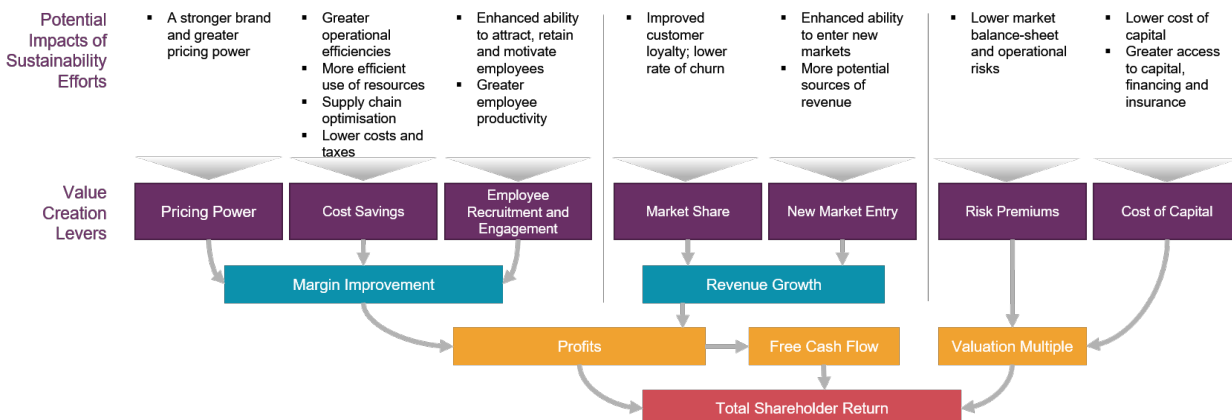 Potential
Impacts of
Sustainability
Efforts
▪ A stronger brand
and greater
pricing power
▪ Greater
operational
efficiencies
▪ More efficient
use of resources
▪ Supply chain
optimisation
▪ Lower costs and
taxes
▪ Enhanced ability
to attract, retain
and motivate
employees
▪ Greater
employee
productivity
▪ Improved
customer
loyalty; lower
rate of churn
▪ Enhanced ability
to enter new
markets
▪ More potential
sources of
revenue
▪ Lower market
balance-sheet
and operational
risks
▪ Lower cost of
capital
▪ Greater access
to capital,
financing and
insurance
Value
Creation
Levers
Pricing Power
Cost Savings
Employee
Recruitment and
Engagement
Market Share
New Market Entry
Risk Premiums
Cost of Capital
Margin Improvement
Revenue Growth
Profits
Free Cash Flow
Valuation Multiple
Total Shareholder Return